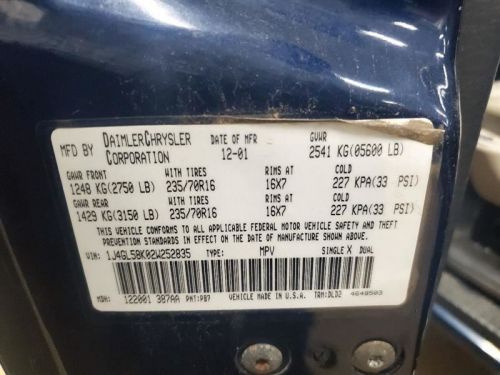 MFD BY DAIMLERCHRYSLER CORPORATION DATE OF MFR 12-01 GVWR 2541 KG(05600 LB)
GAWR FRONT WITH TIRES RIMS AT COLD
1248 KG(2750 LB) 235/70R16 16X7 227 KPA(33 PSI)
GAWR REAR WITH TIRES RIMS AT COLD
1429 KG(3150 LB) 235/70R16 16X7 227 KPA(33 PSI)
THIS VEHICLE CONFORMS TO ALL APPLICABLE FEDERAL MOTOR VEHICLE SAFETY AND THEFT
PREVENTION STANDARDS IN EFFECT ON THE DATE OF MANUFACTURE SHOWN ABOVE.
VIN: 1J4GL58K02W252835 TYPE: MPV SINGLE X DUAL
MDH: 122001 387AA PNT:PB7 VEHICLE MADE IN U.S.A. TRM:DLD2 4648503